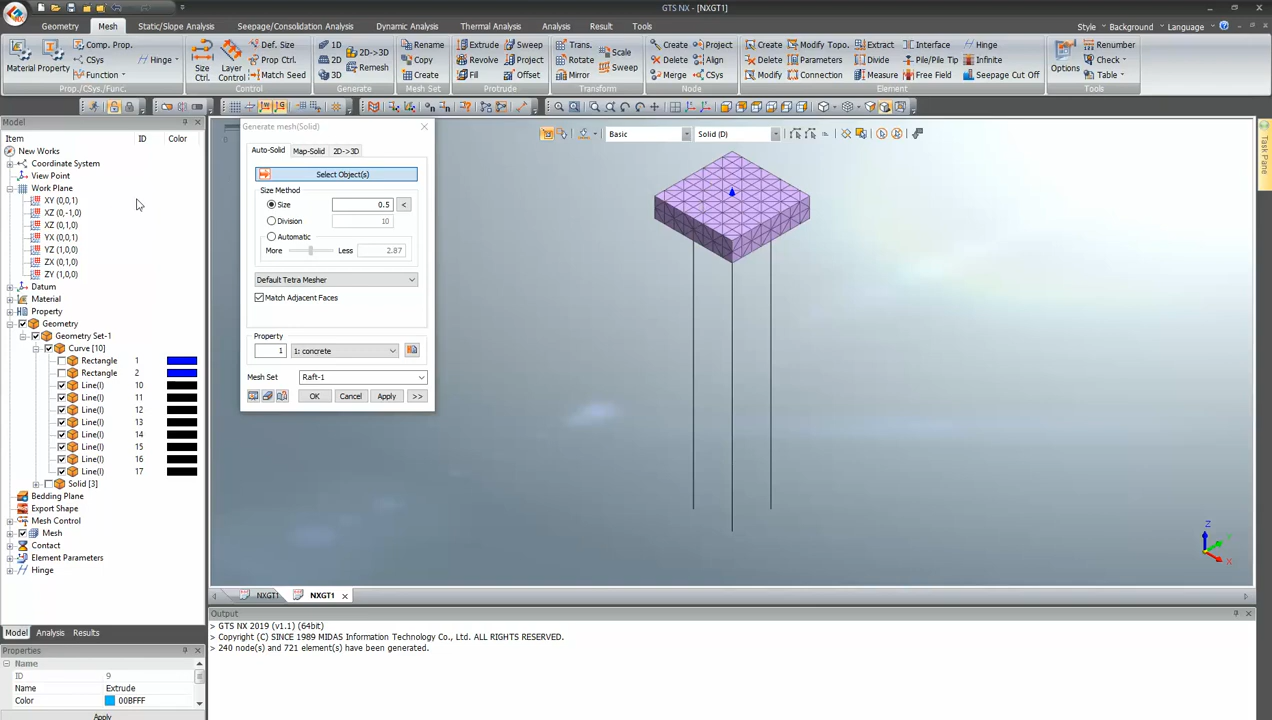 GTS NX - [NXGT1]
Geometry Mesh Static/Slope Analysis Seepage/Consolidation Analysis Dynamic Analysis Thermal Analysis Analysis Result Tools Style Background Language
Comp. Prop. Def. Size 1D 2D->3D Rename Extrude Sweep Trans. Scale Create Project Create Modify Topo. Extract Interface Hinge Renumber
CSys Hinge Prop Ctrl. 2D Remesh Copy Revolve Project Rotate Sweep Delete Align Delete Parameters Divide Pile/Pile Tip Infinite Check
Material Property Function Size Ctrl. Layer Control Match Seed 3D Create Fill Offset Mirror Merge CSys Modify Connection Measure Free Field Seepage Cut Off Options Table
Prop./CSys./Func. Control Generate Mesh Set Protrude Transform Node Element Tools
Model
Item ID Color
New Works
Coordinate System
View Point
Work Plane
XY (0,0,1)
XZ (0,-1,0)
XZ (0,1,0)
YX (0,0,1)
YZ (1,0,0)
ZX (0,1,0)
ZY (1,0,0)
Datum
Material
Property
Geometry
Geometry Set-1
Curve [10]
Rectangle 1
Rectangle 2
Line(l) 10
Line(l) 11
Line(l) 12
Line(l) 13
Line(l) 14
Line(l) 15
Line(l) 16
Line(l) 17
Solid [3]
Bedding Plane
Export Shape
Mesh Control
Mesh
Contact
Element Parameters
Hinge
Model Analysis Results
Properties
Name
ID 9
Name Extrude
Color 00BFFF
Apply
Generate mesh(Solid)
Auto-Solid Map-Solid 2D->3D
Select Object(s)
Size Method
Size 0.5 <
Division 10
Automatic
More Less 2.87
Default Tetra Mesher
Match Adjacent Faces
Property
1 1: concrete
Mesh Set Raft-1
OK Cancel Apply >>
Basic Solid (D)
Task Pane
Z
X
NXGT1 NXGT1
Output
> GTS NX 2019 (v1.1) (64bit)
> Copyright (C) SINCE 1989 MIDAS Information Technology Co., Ltd. ALL RIGHTS RESERVED.
> 240 node(s) and 721 element(s) have been generated.